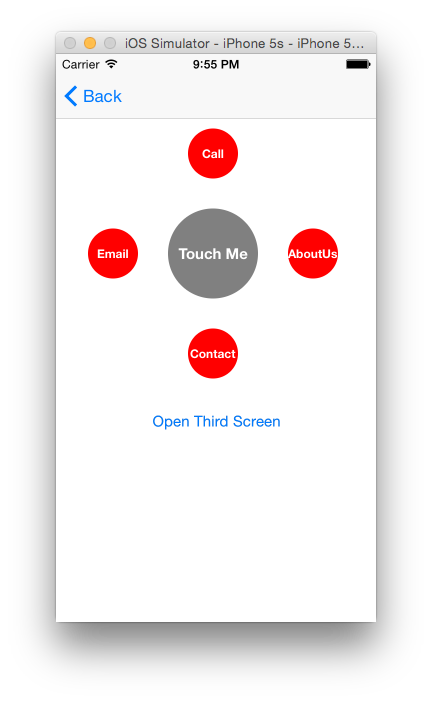 iOS Simulator - iPhone 5s - iPhone 5...
Carrier
9:55 PM
Back
Call
Email
Touch Me
AboutUs
Contact
Open Third Screen